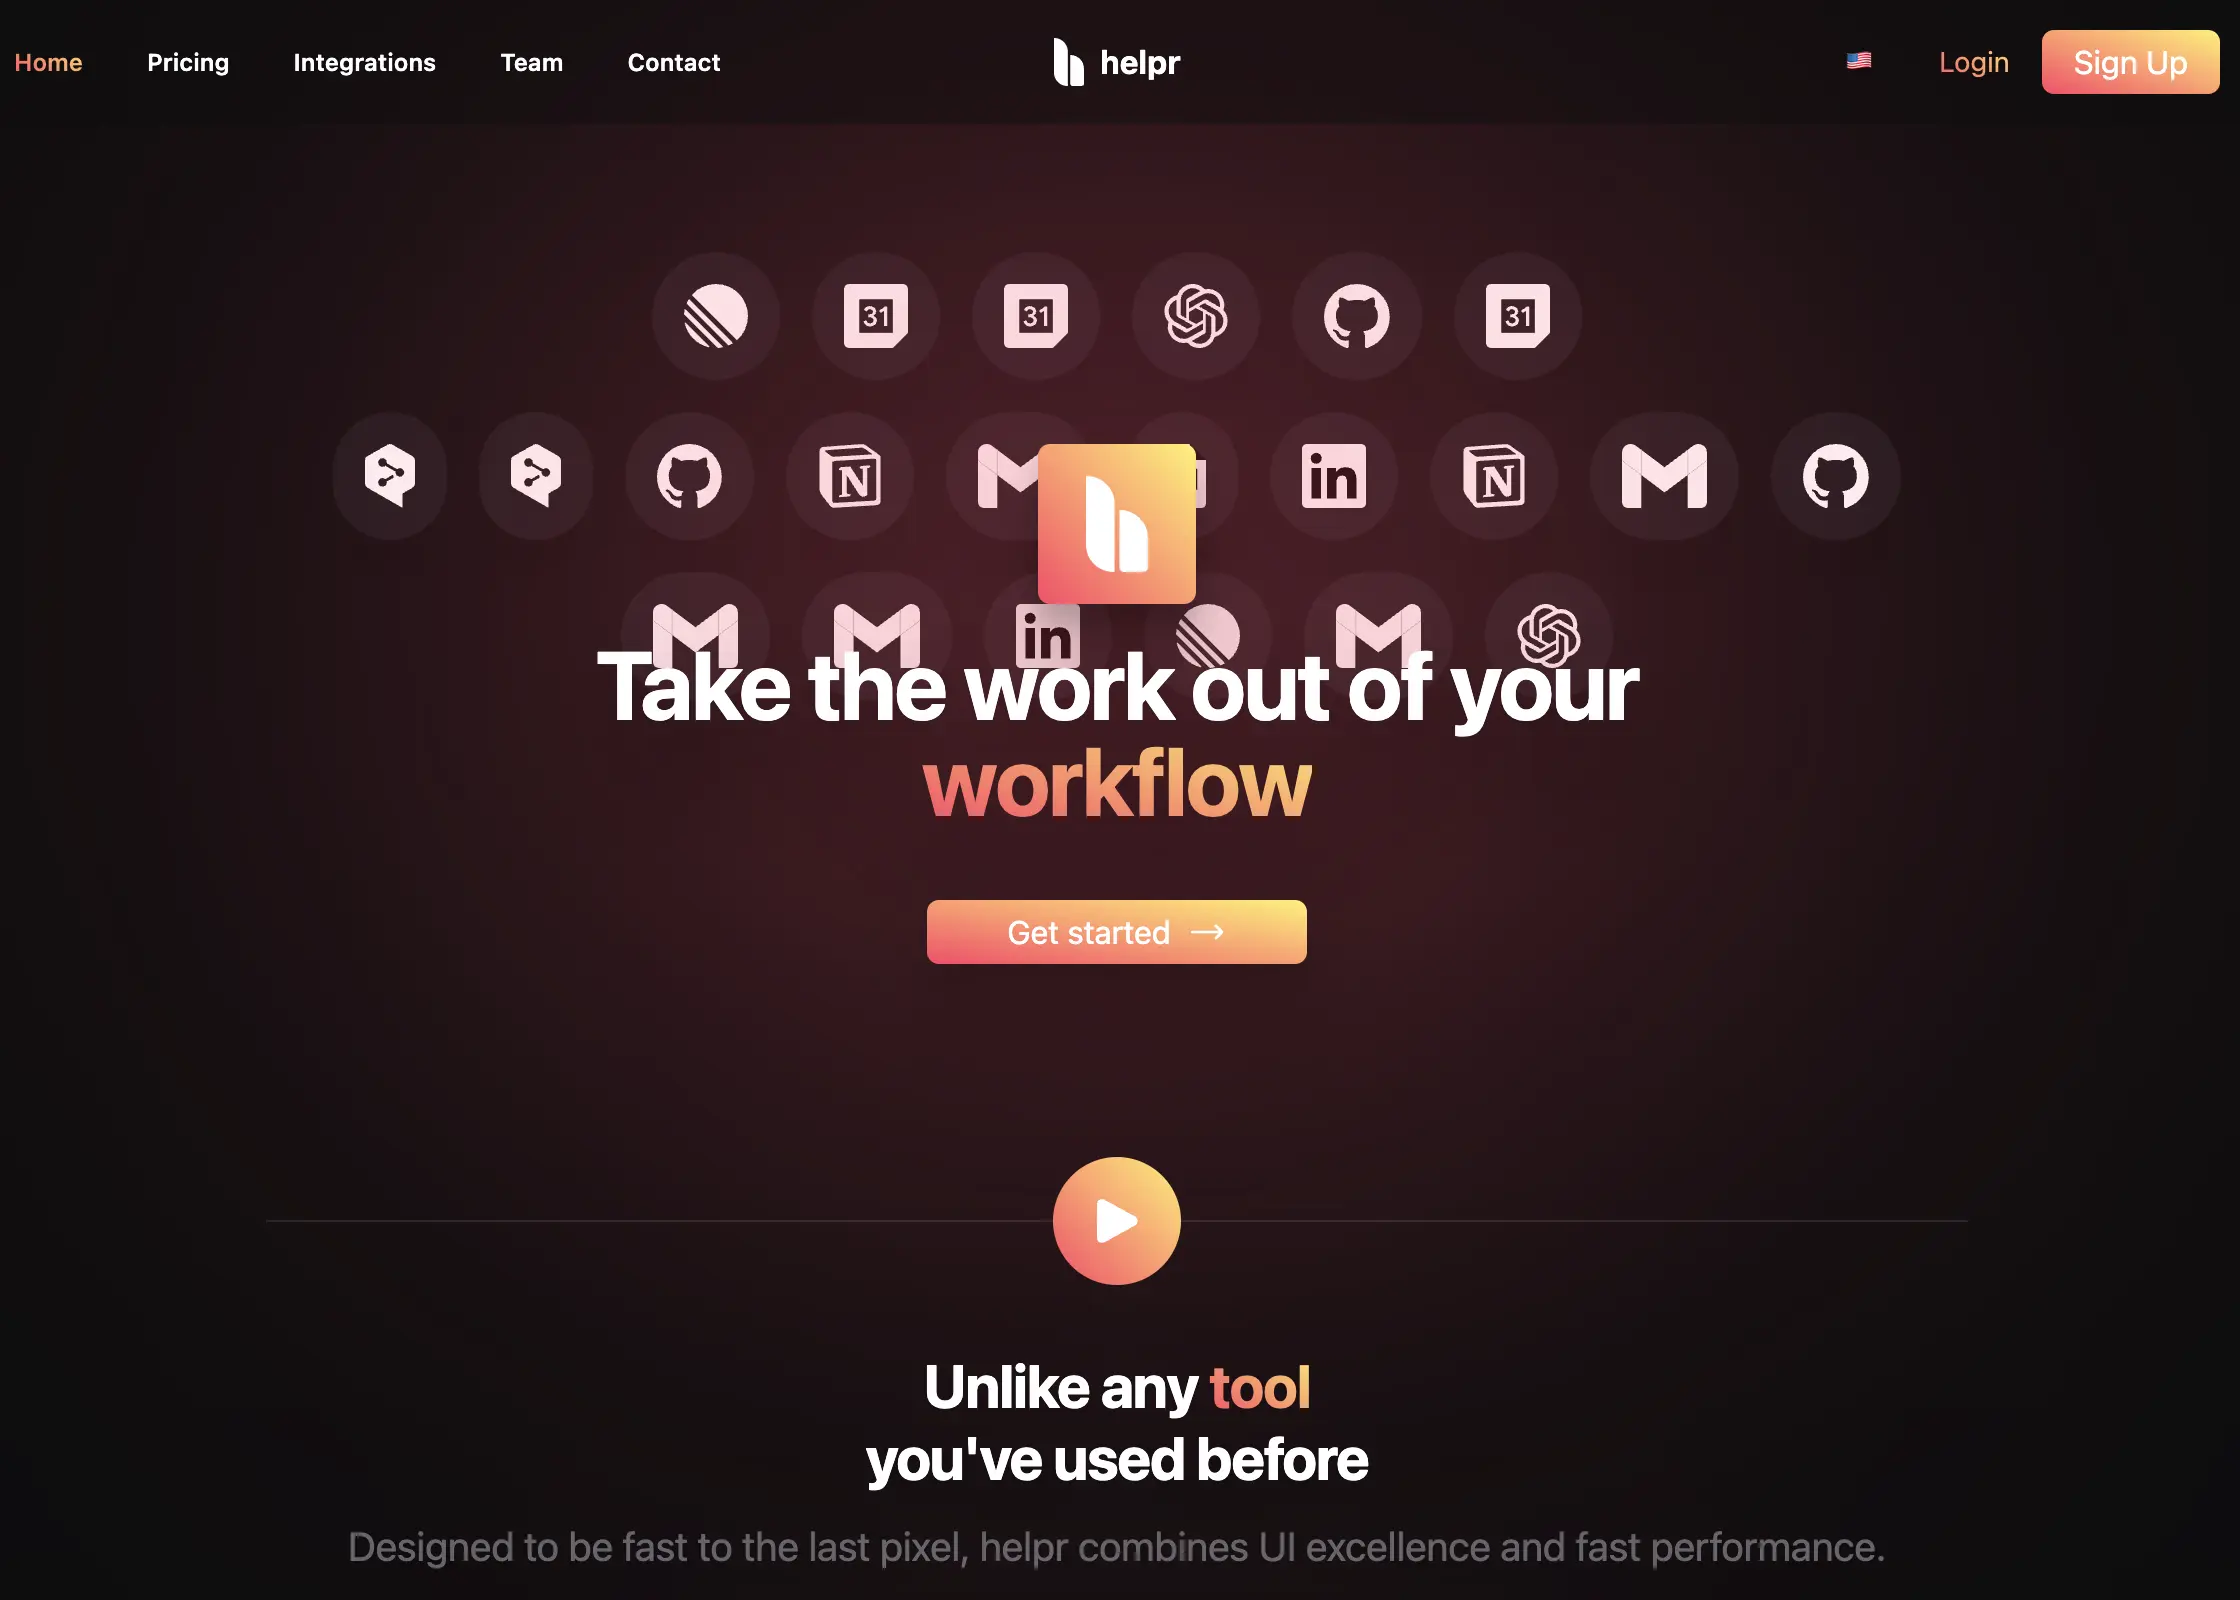 Home Pricing Integrations Team Contact helpr Login Sign Up
31 31 31
N in N
in
Take the work out of your
workflow
Get started →
Unlike any tool
you've used before
Designed to be fast to the last pixel, helpr combines UI excellence and fast performance.